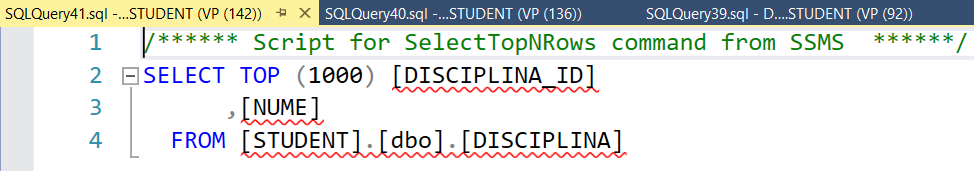 SQLQuery41.sql -...STUDENT (VP (142)) SQLQuery40.sql -...STUDENT (VP (136)) SQLQuery39.sql - D....STUDENT (VP (92))
1 /****** Script for SelectTopNRows command from SSMS  ******/
2 SELECT TOP (1000) [DISCIPLINA_ID]
3 ,[NUME]
4 FROM [STUDENT].[dbo].[DISCIPLINA]